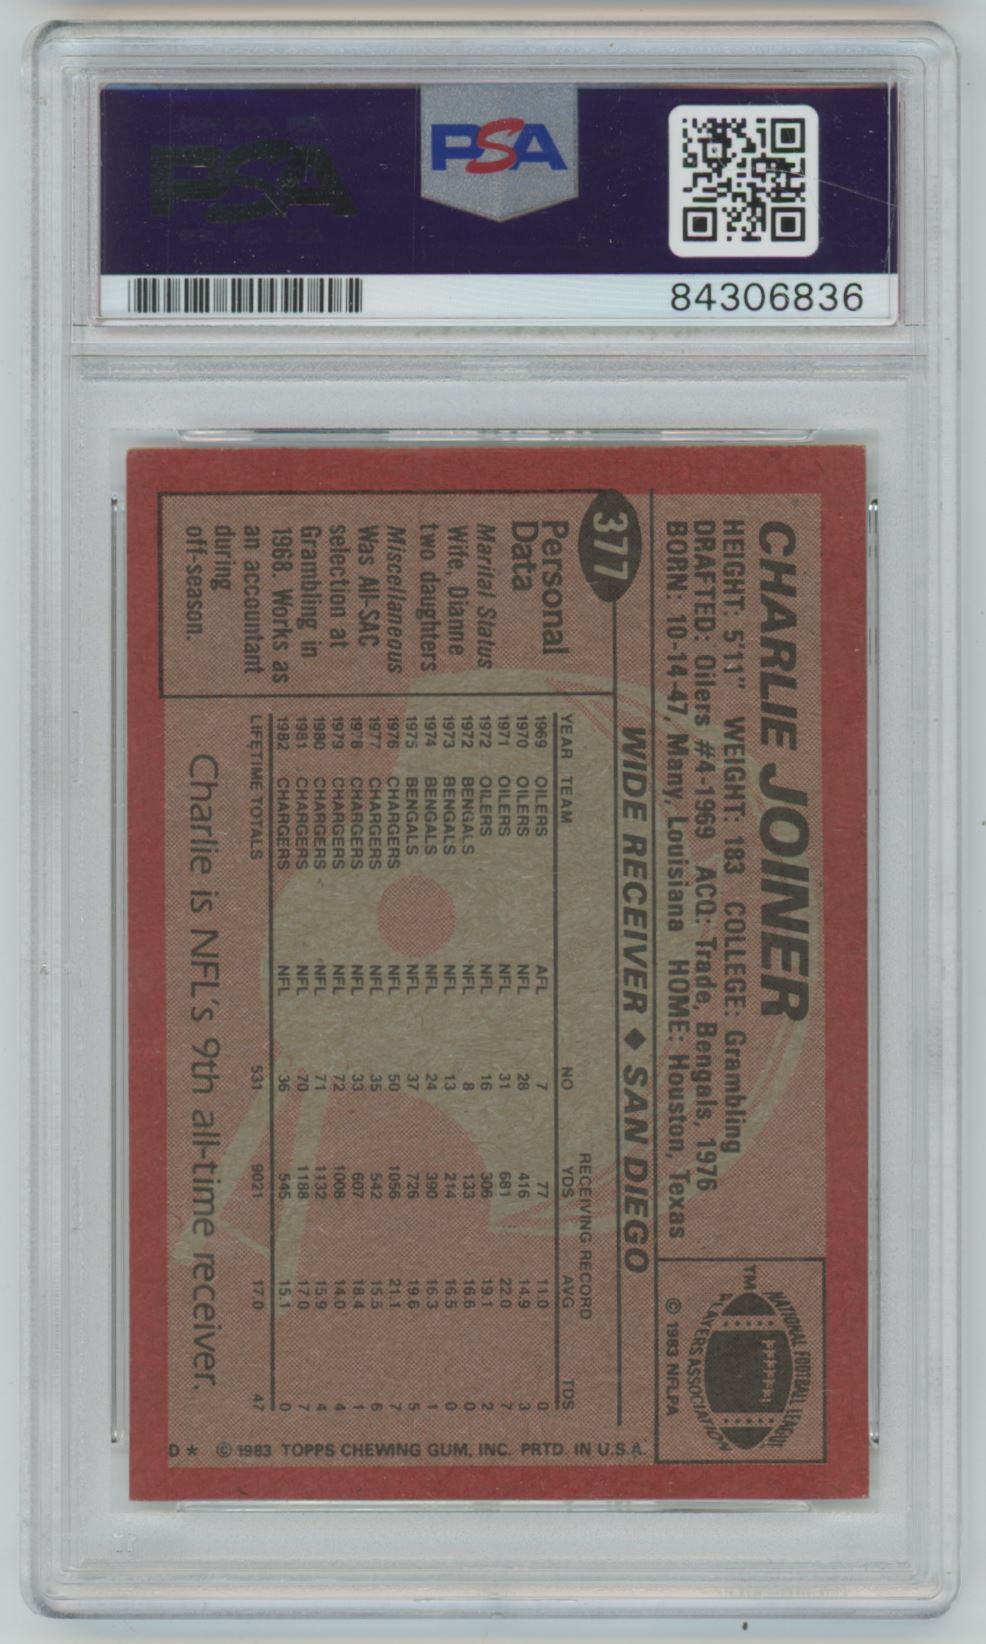 PSA
PSA
84306836
CHARLIE JOINER
HEIGHT: 5'11" WEIGHT: 183 COLLEGE: Grambling
DRAFTED: Oilers #4-1969 ACQ: Trade, Bengals, 1976
BORN: 10-14-47, Many, Louisiana HOME: Houston, Texas
NATIONAL FOOTBALL LEAGUE
PLAYERS ASSOCIATION
TM
© 1983 NFLPA
377
WIDE RECEIVER ♦ SAN DIEGO
Personal
Data
Marital Status
Wife, Dianne
two daughters
Miscellaneous
Was All-SAC
selection at
Grambling in
1968. Works as
an accountant
during
off-season.
RECEIVING RECORD
YEAR TEAM NO YDS AVG TDS
1969 OILERS AFL 7 77 11.0 0
1970 OILERS NFL 28 416 14.9 3
1971 OILERS NFL 31 681 22.0 7
1972 OILERS NFL 16 306 19.1 2
1972 BENGALS NFL 8 133 16.6 0
1973 BENGALS NFL 13 214 16.5 0
1974 BENGALS NFL 24 390 16.3 1
1975 BENGALS NFL 37 726 19.6 5
1976 CHARGERS NFL 50 1056 21.1 7
1977 CHARGERS NFL 35 542 15.5 6
1978 CHARGERS NFL 33 607 18.4 1
1979 CHARGERS NFL 72 1008 14.0 4
1980 CHARGERS NFL 71 1132 15.9 4
1981 CHARGERS NFL 70 1188 17.0 7
1982 CHARGERS NFL 36 545 15.1 0
LIFETIME TOTALS 531 9021 17.0 47
Charlie is NFL's 9th all-time receiver.
D * © 1983 TOPPS CHEWING GUM, INC. PRTD. IN U.S.A.